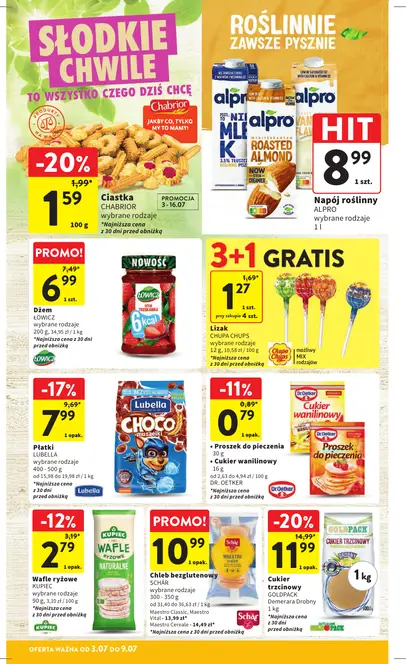 SŁODKIE
CHWILE
TO WSZYSTKO CZEGO DZIŚ CHCĘ
Chabrior
JAKBY CO, TYLKO
MY TO MAMY!
-20%
1,99*
1 59
100 g
Ciastka
CHABRIOR
wybrane rodzaje
*Najniższa cena
z 30 dni przed obniżką
PROMOCJA
3-16.07
ROŚLINNIE
ZAWSZE PYSZNIE
alpro
alpro
alpro
ROASTED
ALMOND
HIT
8 99
1 szt.
Napój roślinny
ALPRO
wybrane rodzaje
1 l
PROMO!
7,49*
6 99
1 szt.
NOWOŚĆ
ŁOWICZ
Dżem
ŁOWICZ
wybrane rodzaje
200 g, 34,95 zł / 1 kg
*Najniższa cena z 30 dni
przed obniżką
ŁOWICZ
3+1 GRATIS
1,69*
1 27
1 szt.
przy zakupie 4 szt.
Lizak
CHUPA CHUPS
wybrane rodzaje
12 g, 10,58 zł / 100 g
*Najniższa cena z 30 dni
przed obniżką
Chupa Chups
możliwy
MIX
rodzajów
-17%
7 99
1 opak.
Płatki
LUBELLA
wybrane rodzaje
400 - 500 g
od 15,98 do 19,98 zł / 1 kg
*Najniższa cena
z 30 dni
przed obniżką
Lubella
Lubella
CHOCO
-11%
0,89*
0 79
1 opak.
• Proszek do pieczenia
30 g
• Cukier wanilinowy
16 g
od 2,63 do 4,94 zł / 100 g
DR. OETKER
*Najniższa cena
z 30 dni przed obniżką
Dr.Oetker
Cukier
wanilinowy
Dr.Oetker
Proszek
do pieczenia
-12%
3,19*
2 79
1 opak.
Wafle ryżowe
KUPIEC
wybrane rodzaje
90 g, 3,10 zł / 100 g
*Najniższa cena
z 30 dni
przed obniżką
KUPIEC
WAFLE
RYŻOWE
NATURALNE
PROMO!
10 99
1 opak.
Chleb bezglutenowy
SCHÄR
wybrane rodzaje
300 - 350 g
od 31,40 do 36,63 zł / 1 kg
Maestro Classic, Maestro
Vital - 13,99 zł*
Maestro Cereale - 14,49 zł*
*Najniższa cena
z 30 dni przed obniżką
Schär
Schär
-20%
14,99*
11 99
1 opak.
Cukier
trzcinowy
GOLDPACK
Demerara Drobny
1 kg
*Najniższa cena
z 30 dni
przed obniżką
GOLDPACK
CUKIER TRZCINOWY
1 kg
OFERTA WAŻNA OD 3.07 DO 9.07